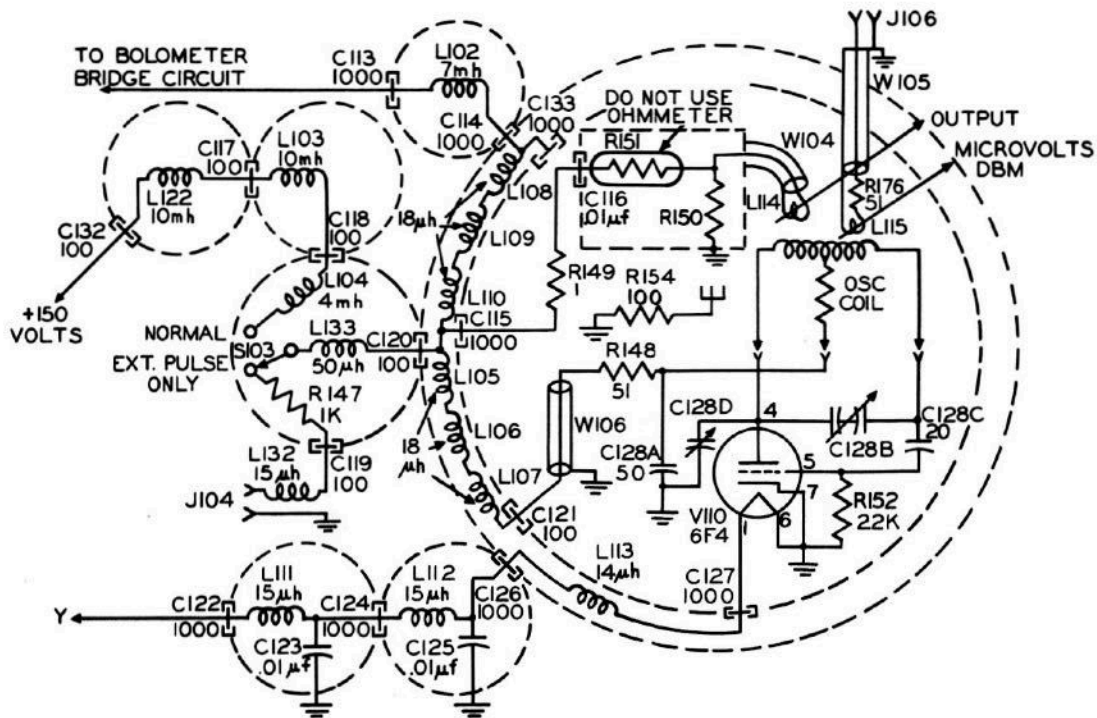 TO BOLOMETER
BRIDGE CIRCUIT
C113
1000
L102
7mh
C114
1000
C133
1000
DO NOT USE
OHMMETER
R151
W104
J106
W105
OUTPUT
MICROVOLTS
DBM
R176
51
L115
L114
C117
100
L103
10mh
L122
10mh
C132
100
C118
100
L108
18μh
L109
C116
.01μf
R150
+150
VOLTS
L104
4mh
NORMAL
S103
EXT. PULSE
ONLY
L133
50μh
C120
100
L110
C115
1000
R149
R154
100
OSC
COIL
R147
1K
L105
L106
18
μh
L107
R148
51
W106
C128D
C128A
50
C128B
C128C
20
4
5
7
6
1
V110
6F4
R152
22K
L132
15μh
C119
100
J104
C121
100
L113
14μh
C127
1000
Y
C122
1000
L111
15μh
C123
.01μf
C124
1000
L112
15μh
C125
.01μf
C126
1000